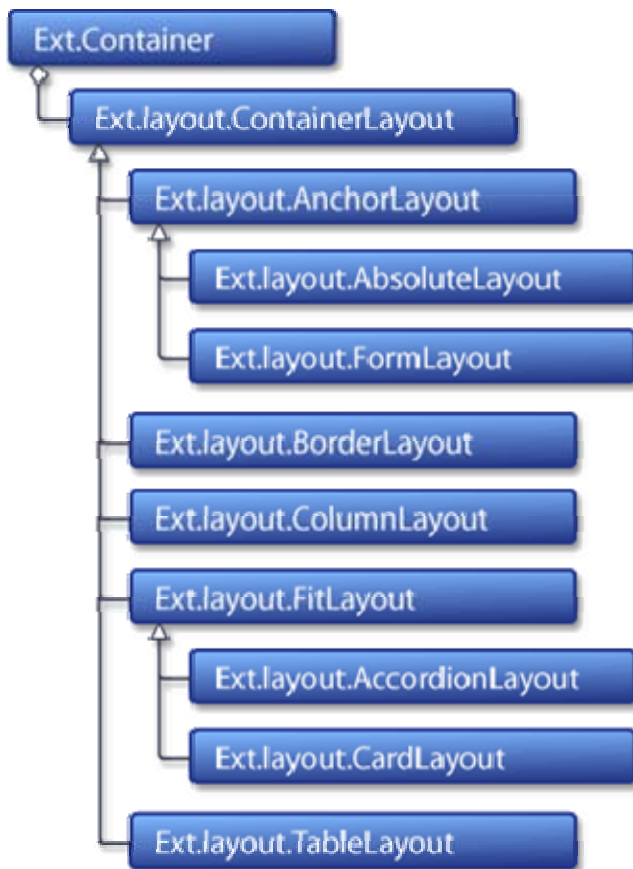 Ext.Container
Ext.layout.ContainerLayout
Ext.layout.AnchorLayout
Ext.layout.AbsoluteLayout
Ext.layout.FormLayout
Ext.layout.BorderLayout
Ext.layout.ColumnLayout
Ext.layout.FitLayout
Ext.layout.AccordionLayout
Ext.layout.CardLayout
Ext.layout.TableLayout